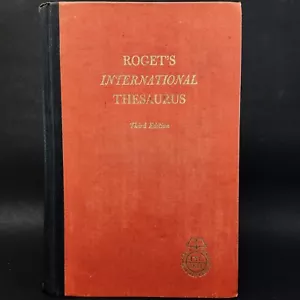 ROGET'S
INTERNATIONAL
THESAURUS
Third Edition